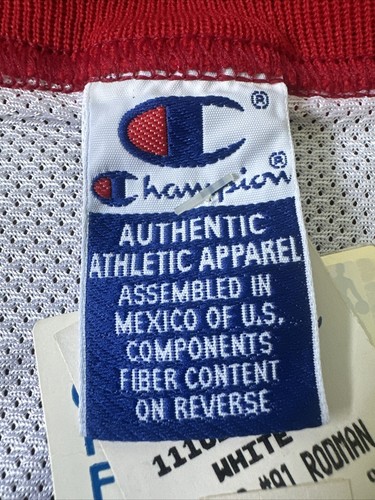 C®
Champion®
AUTHENTIC
ATHLETIC APPAREL
ASSEMBLED IN
MEXICO OF U.S.
COMPONENTS
FIBER CONTENT
ON REVERSE
WHITE
#91 RODMAN